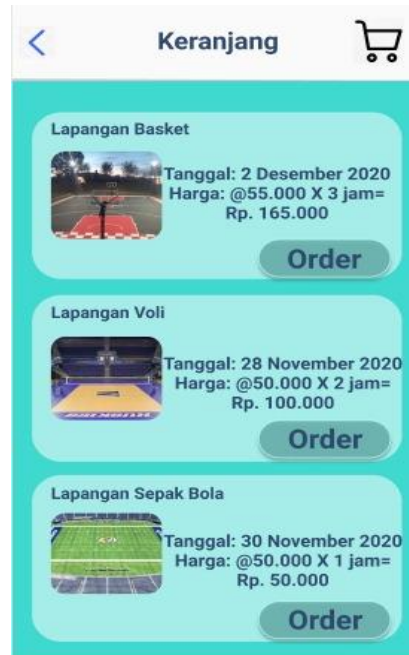 Keranjang
Lapangan Basket
Tanggal: 2 Desember 2020
Harga: @55.000 X 3 jam=
Rp. 165.000
Order
Lapangan Voli
Tanggal: 28 November 2020
Harga: @50.000 X 2 jam=
Rp. 100.000
Order
Lapangan Sepak Bola
Tanggal: 30 November 2020
Harga: @50.000 X 1 jam=
Rp. 50.000
Order